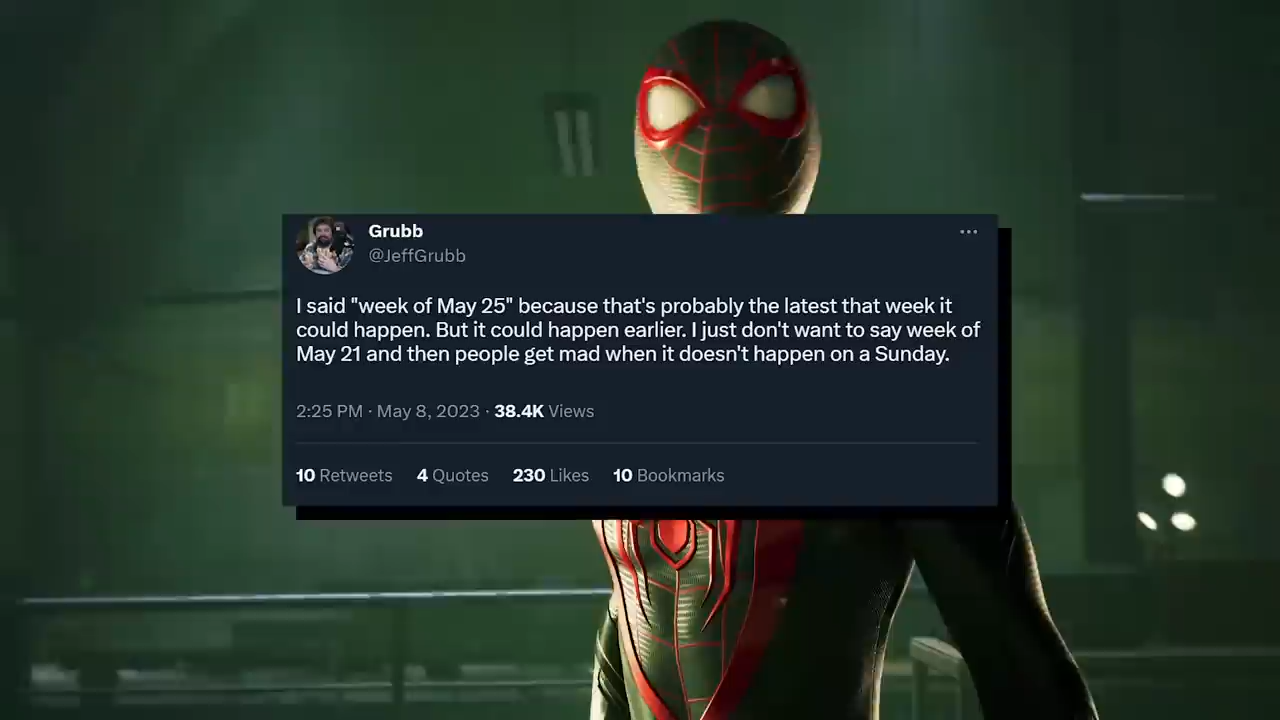 Grubb
@JeffGrubb
I said "week of May 25" because that's probably the latest that week it
could happen. But it could happen earlier. I just don't want to say week of
May 21 and then people get mad when it doesn't happen on a Sunday.
2:25 PM · May 8, 2023 · 38.4K Views
10 Retweets 4 Quotes 230 Likes 10 Bookmarks